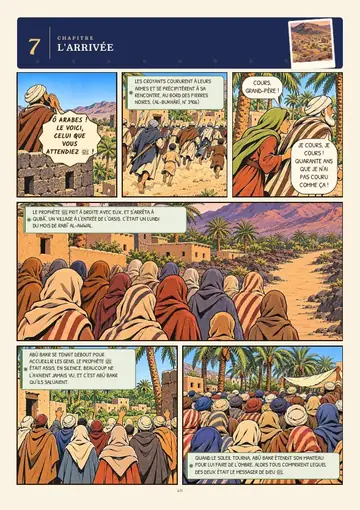 7
CHAPITRE
L'ARRIVÉE
Ô ARABES !
LE VOICI,
CELUI QUE
VOUS
ATTENDIEZ ﷺ !
LES CROYANTS COURURENT À LEURS
ARMES ET SE PRÉCIPITÈRENT À SA
RENCONTRE, AU BORD DES PIERRES
NOIRES. (AL-BUKHÂRÎ, N° 3906)
COURS,
GRAND-PÈRE !
JE COURS, JE
COURS !
QUARANTE ANS
QUE JE N'AI
PAS COURU
COMME ÇA !
LE PROPHÈTE ﷺ PRIT À DROITE AVEC EUX, ET S'ARRÊTA À
QUBÂ', UN VILLAGE À L'ENTRÉE DE L'OASIS. C'ÉTAIT UN LUNDI
DU MOIS DE RABÎ' AL-AWWAL.
ABÛ BAKR SE TENAIT DEBOUT POUR
ACCUEILLIR LES GENS, LE PROPHÈTE ﷺ
ÉTAIT ASSIS, EN SILENCE. BEAUCOUP NE
L'AVAIENT JAMAIS VU, ET C'EST ABÛ BAKR
QU'ILS SALUAIENT.
QUAND LE SOLEIL TOURNA, ABÛ BAKR ÉTENDIT SON MANTEAU
POUR LUI FAIRE DE L'OMBRE. ALORS TOUS COMPRIRENT LEQUEL
DES DEUX ÉTAIT LE MESSAGER DE DIEU ﷺ.